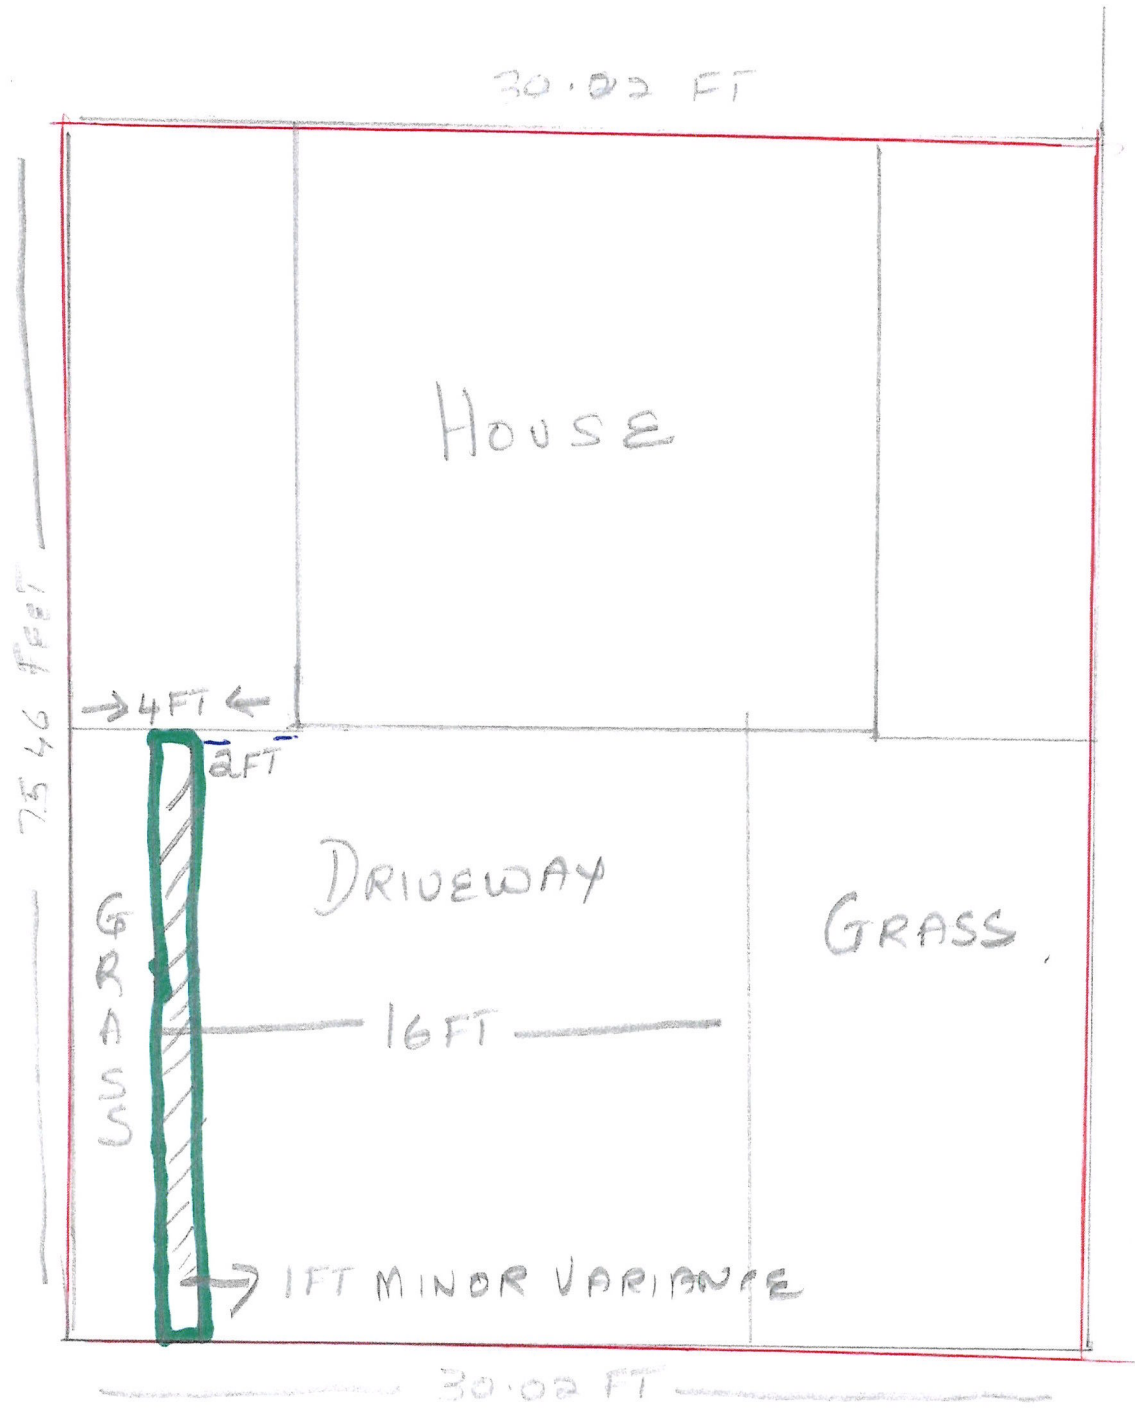 30.02 FT
HOUSE
75 46 FEET
→4FT←
2FT
DRIVEWAY
GRASS
GRASS.
16FT
1FT MINOR VARIANCE
30.02 FT